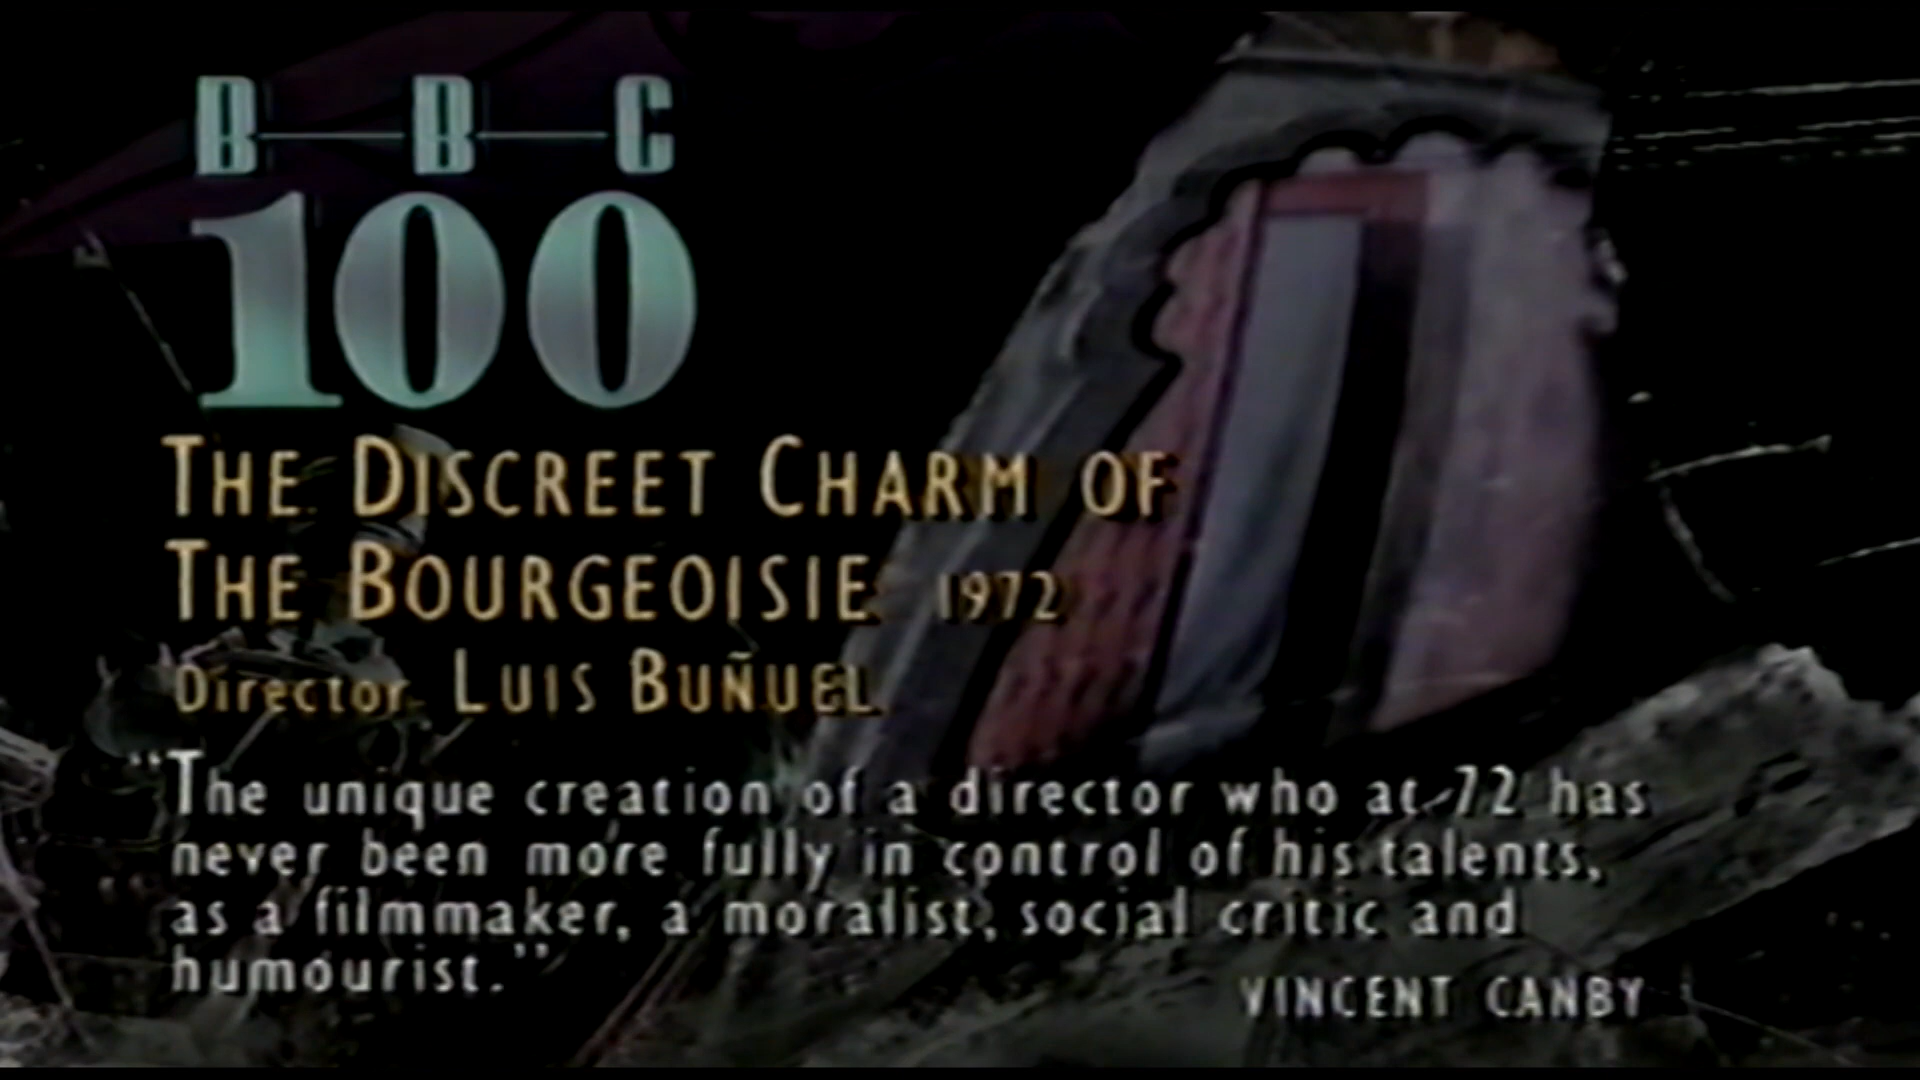 BBC
100
THE DISCREET CHARM OF
THE BOURGEOISIE 1972
Director LUIS BUÑUEL
"The unique creation of a director who at 72 has
never been more fully in control of his talents,
as a filmmaker, a moralist, social critic and
humourist."
VINCENT CANBY